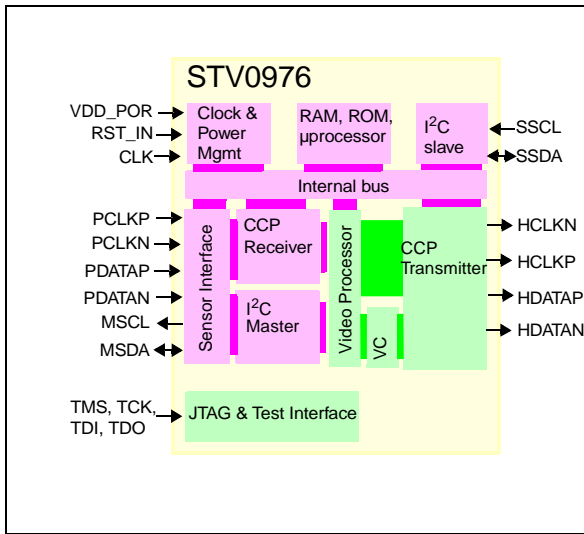 STV0976
VDD_POR
RST_IN
CLK
Clock &
Power
Mgmt
RAM, ROM,
µprocessor
I²C
slave
SSCL
SSDA
Internal bus
PCLKP
PCLKN
PDATAP
PDATAN
MSCL
MSDA
Sensor Interface
CCP
Receiver
I²C
Master
Video Processor
VC
CCP
Transmitter
HCLKN
HCLKP
HDATAP
HDATAN
TMS, TCK,
TDI, TDO
JTAG & Test Interface